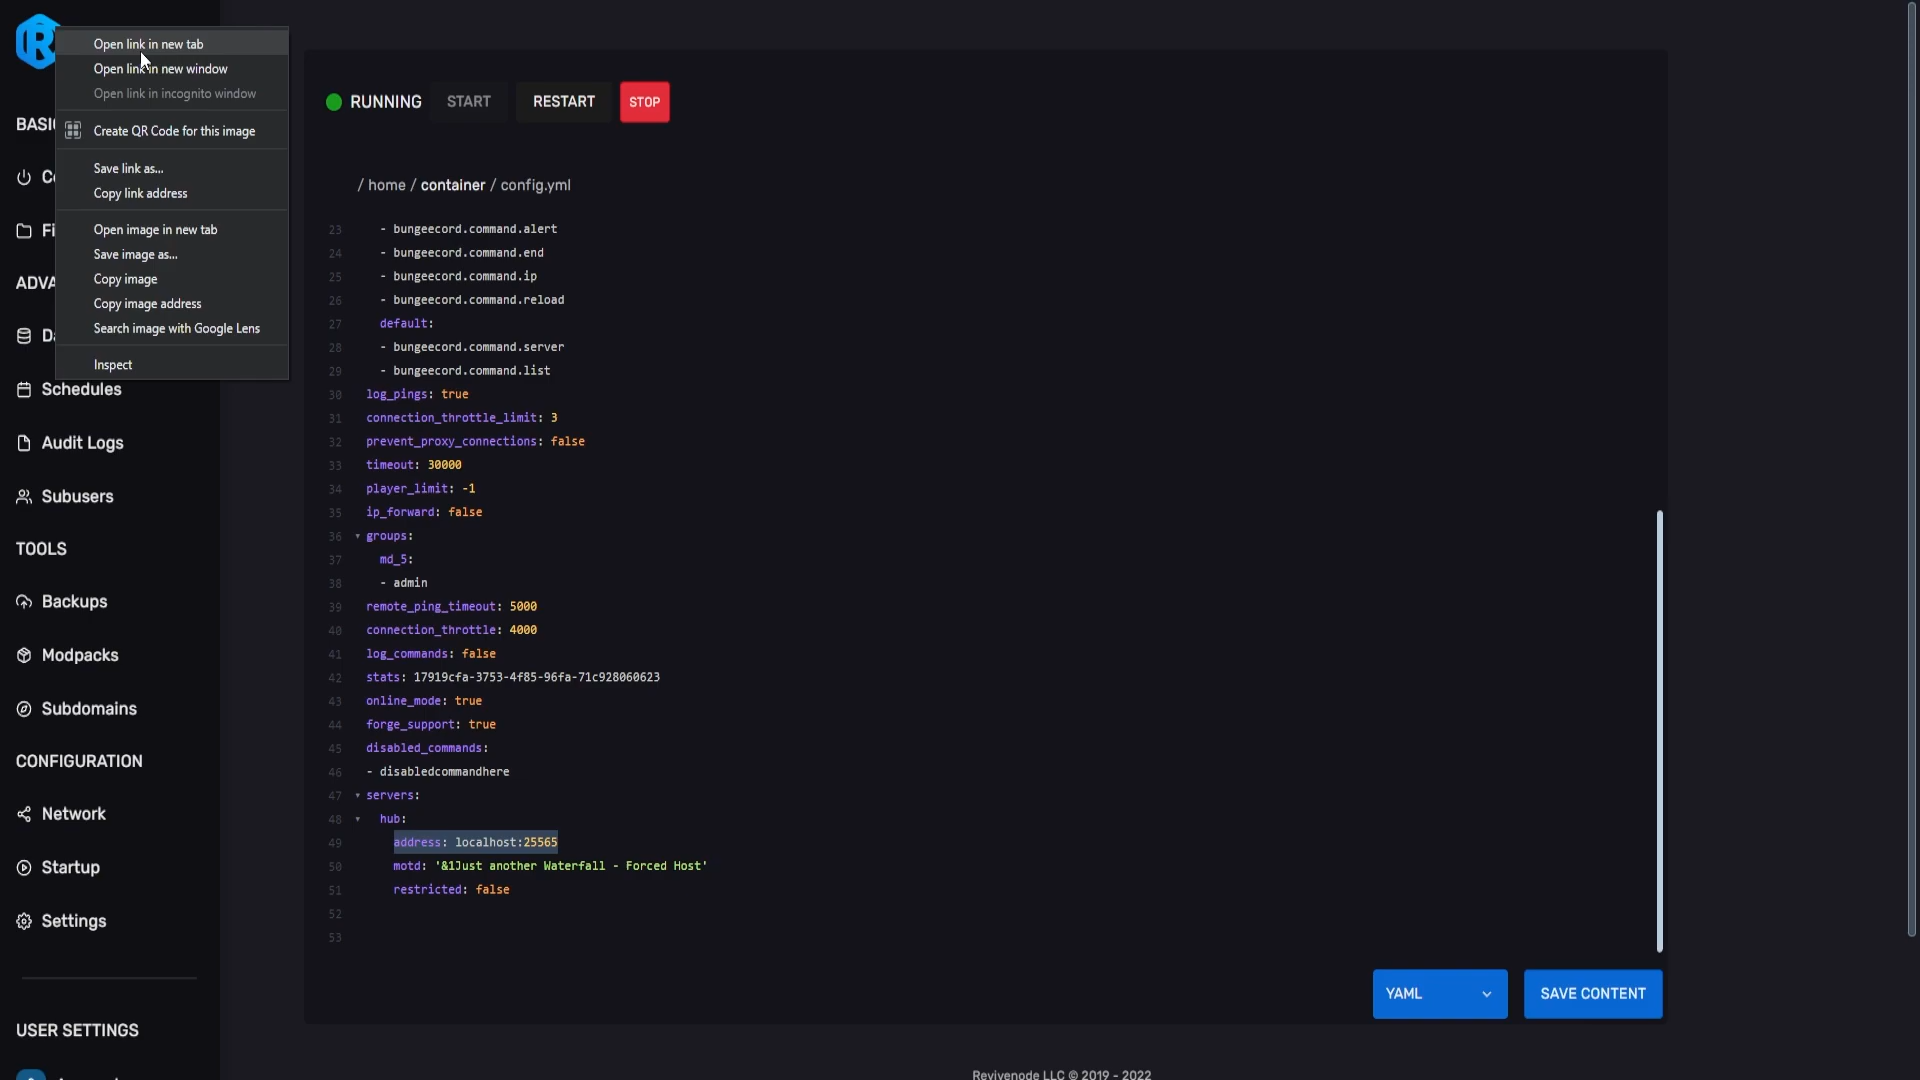 R
Open link in new tab
Open link in new window
Open link in incognito window
Create QR Code for this image
Save link as...
Copy link address
Open image in new tab
Save image as...
Copy image
Copy image address
Search image with Google Lens
Inspect
BASI
Co
Fi
ADVA
Da
Schedules
Audit Logs
Subusers
TOOLS
Backups
Modpacks
Subdomains
CONFIGURATION
Network
Startup
Settings
USER SETTINGS
RUNNING START RESTART STOP
/ home / container / config.yml
23 - bungeecord.command.alert
24 - bungeecord.command.end
25 - bungeecord.command.ip
26 - bungeecord.command.reload
27 default:
28 - bungeecord.command.server
29 - bungeecord.command.list
30 log_pings: true
31 connection_throttle_limit: 3
32 prevent_proxy_connections: false
33 timeout: 30000
34 player_limit: -1
35 ip_forward: false
36 groups:
37 md_5:
38 - admin
39 remote_ping_timeout: 5000
40 connection_throttle: 4000
41 log_commands: false
42 stats: 17919cfa-3753-4f85-96fa-71c928060623
43 online_mode: true
44 forge_support: true
45 disabled_commands:
46 - disabledcommandhere
47 servers:
48 hub:
49 address: localhost:25565
50 motd: '&1Just another Waterfall - Forced Host'
51 restricted: false
52
53
YAML
SAVE CONTENT
Revivenode LLC © 2019 - 2022